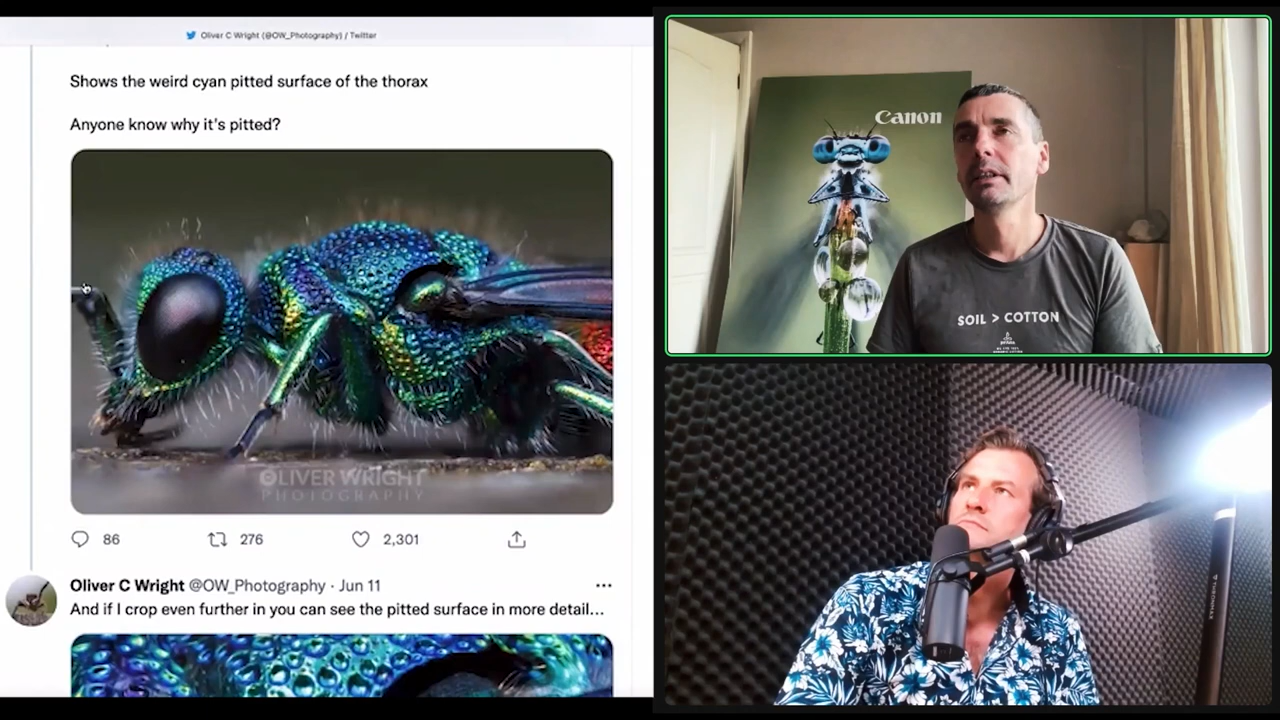 Oliver C Wright (@OW_Photography) / Twitter
Shows the weird cyan pitted surface of the thorax
Anyone know why it's pitted?
OLIVER WRIGHT
PHOTOGRAPHY
86 276 2,301
Oliver C Wright @OW_Photography · Jun 11 ...
And if I crop even further in you can see the pitted surface in more detail...
Canon
SOIL > COTTON